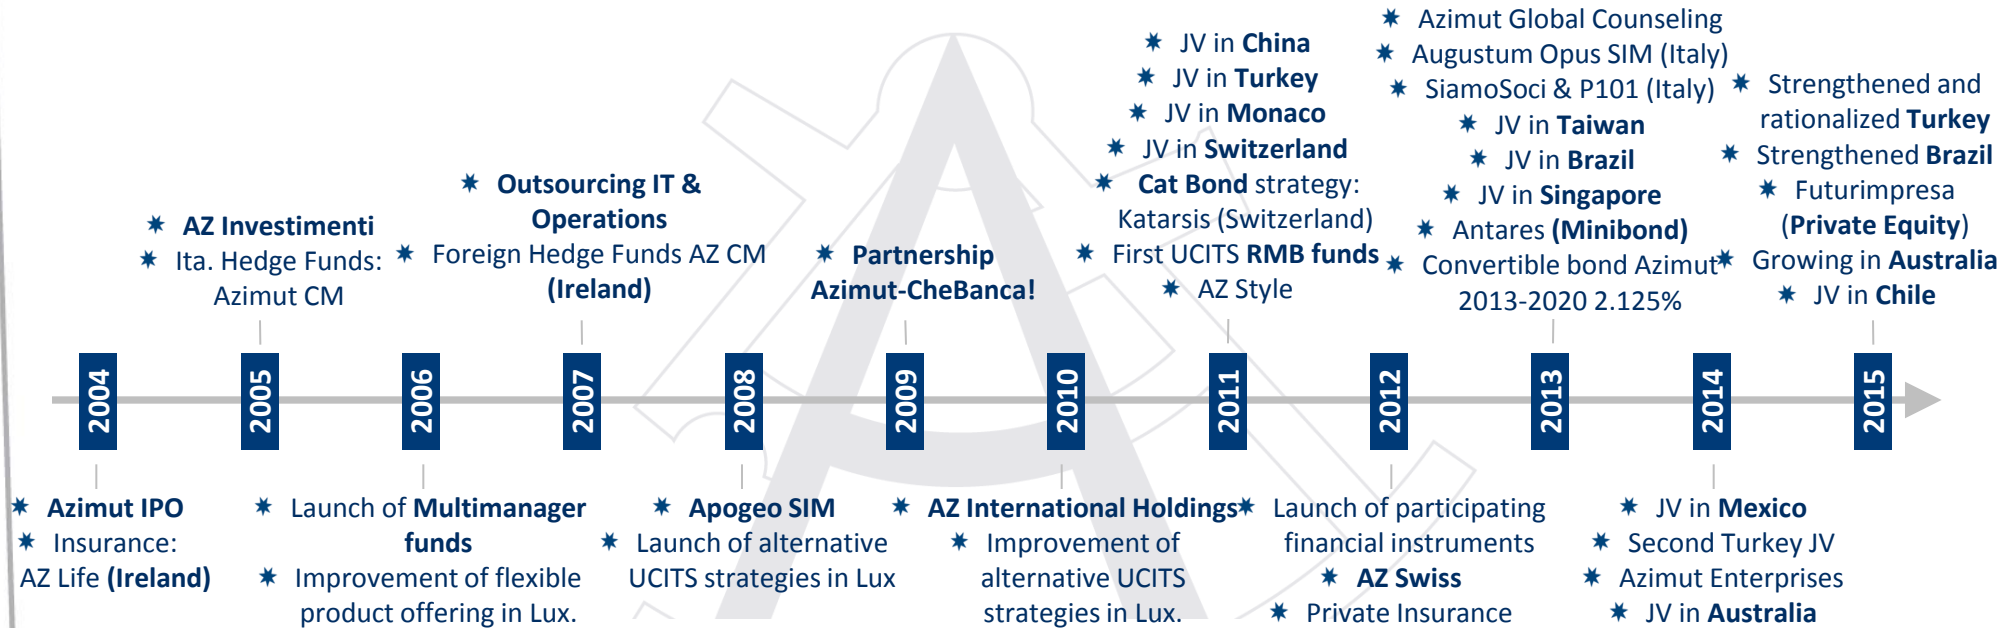 ✷ AZ Investimenti
✷ Ita. Hedge Funds:
Azimut CM
✷ Outsourcing IT &
Operations
✷ Foreign Hedge Funds AZ CM
(Ireland)
✷ Partnership
Azimut-CheBanca!
✷ JV in China
✷ JV in Turkey
✷ JV in Monaco
✷ JV in Switzerland
✷ Cat Bond strategy:
Katarsis (Switzerland)
✷ First UCITS RMB funds
✷ AZ Style
✷ Azimut Global Counseling
✷ Augustum Opus SIM (Italy)
✷ SiamoSoci & P101 (Italy)
✷ JV in Taiwan
✷ JV in Brazil
✷ JV in Singapore
✷ Antares (Minibond)
✷ Convertible bond Azimut
2013-2020 2.125%
✷ Strengthened and
rationalized Turkey
✷ Strengthened Brazil
✷ Futurimpresa
(Private Equity)
✷ Growing in Australia
✷ JV in Chile
2004
2005
2006
2007
2008
2009
2010
2011
2012
2013
2014
2015
✷ Azimut IPO
✷ Insurance:
AZ Life (Ireland)
✷ Launch of Multimanager
funds
✷ Improvement of flexible
product offering in Lux.
✷ Apogeo SIM
✷ Launch of alternative
UCITS strategies in Lux
✷ AZ International Holdings
✷ Improvement of
alternative UCITS
strategies in Lux.
✷ Launch of participating
financial instruments
✷ AZ Swiss
✷ Private Insurance
✷ JV in Mexico
✷ Second Turkey JV
✷ Azimut Enterprises
✷ JV in Australia